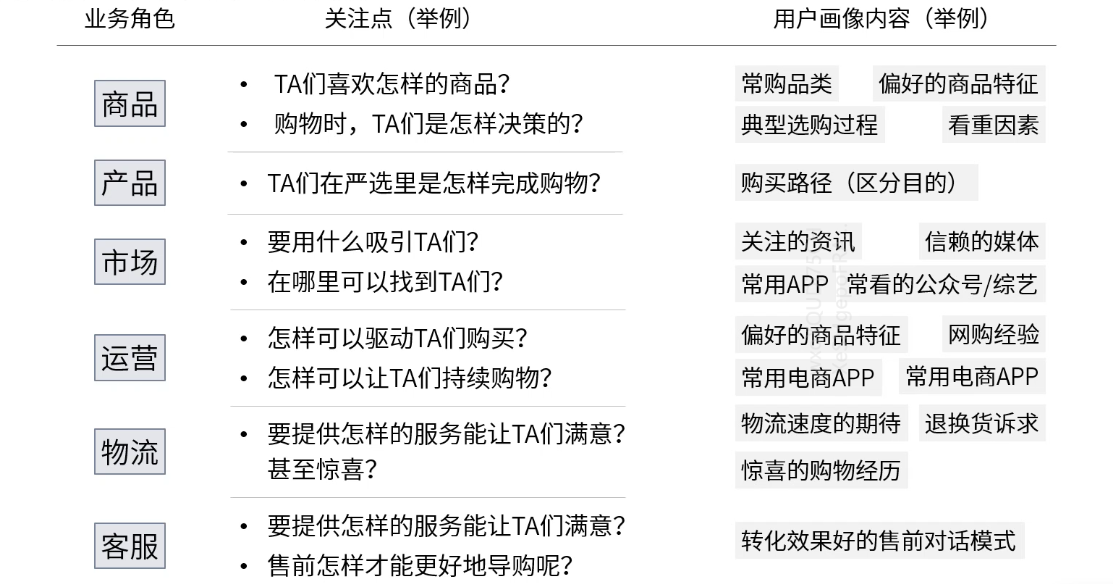 业务角色 关注点（举例） 用户画像内容（举例）
商品
TA们喜欢怎样的商品？
购物时，TA们是怎样决策的？
常购品类 偏好的商品特征
典型选购过程 看重因素
产品
TA们在严选里是怎样完成购物？
购买路径（区分目的）
市场
要用什么吸引TA们？
在哪里可以找到TA们？
关注的资讯 信赖的媒体
常用APP 常看的公众号/综艺
运营
怎样可以驱动TA们购买？
怎样可以让TA们持续购物？
偏好的商品特征 网购经验
常用电商APP 常用电商APP
物流
要提供怎样的服务能让TA们满意？
甚至惊喜？
物流速度的期待 退换货诉求
惊喜的购物经历
客服
要提供怎样的服务能让TA们满意？
售前怎样才能更好地导购呢？
转化效果好的售前对话模式